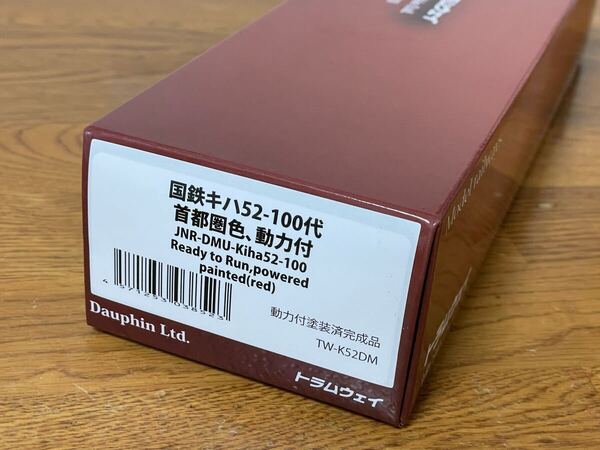 国鉄キハ52-100代
首都圏色、動力付
JNR-DMU-Kiha52-100
Ready to Run,powered
painted(red)
動力付塗装済完成品
TW-K52DM
Dauphin Ltd.
トラムウェイ
Model railways